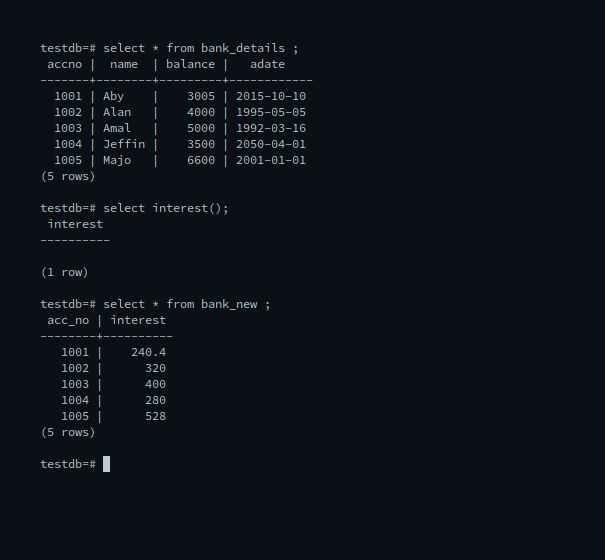 testdb=# select * from bank_details ;
 accno |  name  | balance |   adate
-------+--------+---------+------------
  1001 | Aby    |    3005 | 2015-10-10
  1002 | Alan   |    4000 | 1995-05-05
  1003 | Amal   |    5000 | 1992-03-16
  1004 | Jeffin |    3500 | 2050-04-01
  1005 | Majo   |    6600 | 2001-01-01
(5 rows)

testdb=# select interest();
 interest
----------

(1 row)

testdb=# select * from bank_new ;
 acc_no | interest
--------+----------
   1001 |    240.4
   1002 |      320
   1003 |      400
   1004 |      280
   1005 |      528
(5 rows)

testdb=#